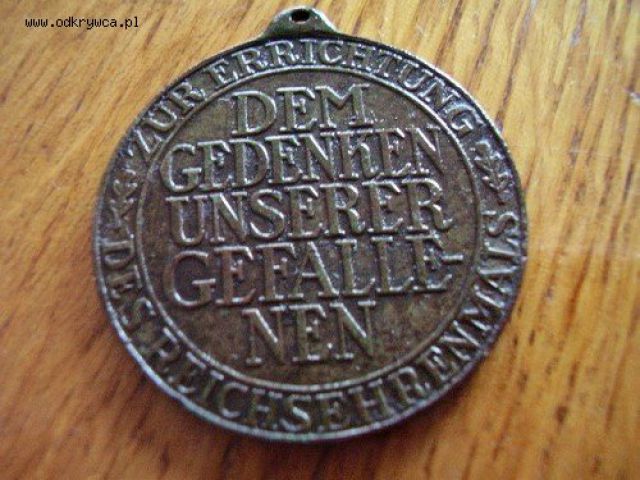 www.odkrywca.pl
ZUR ERRICHTUNG
DES REICHSEHRENMALS
DEM
GEDENKEN
UNSERER
GEFALLE-
NEN